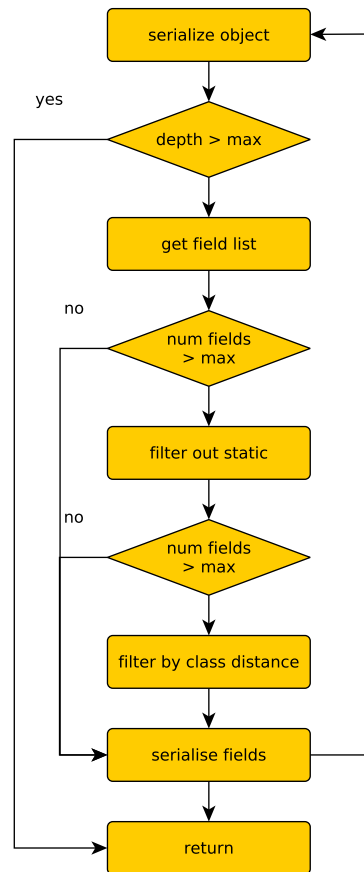 serialize object
yes
depth > max
get field list
no
num fields
> max
filter out static
no
num fields
> max
filter by class distance
serialise fields
return